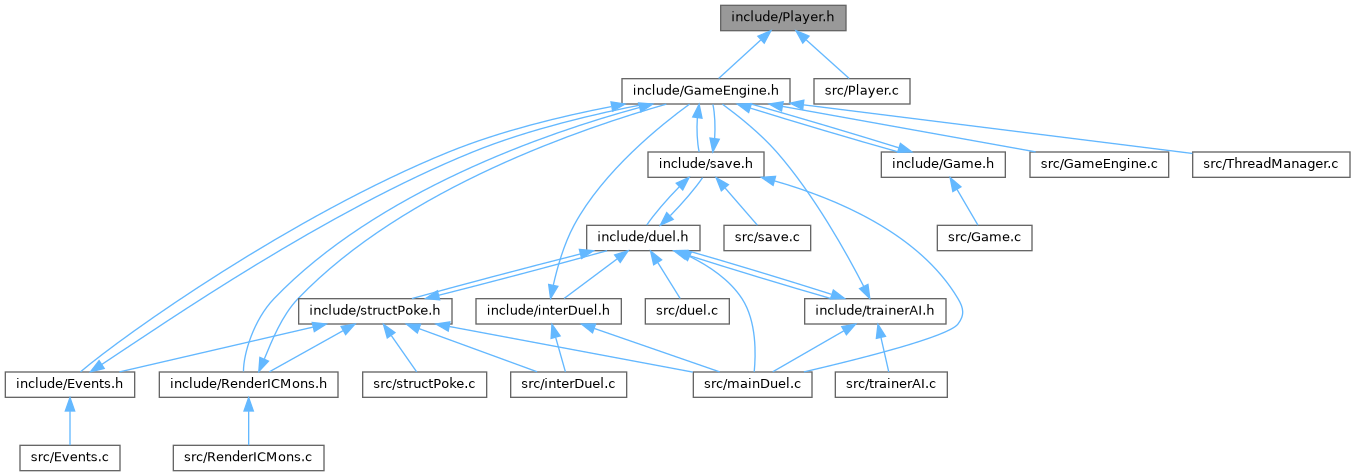 include/Player.h
include/GameEngine.h
src/Player.c
include/save.h
include/Game.h
src/GameEngine.c
src/ThreadManager.c
include/duel.h
src/save.c
src/Game.c
include/structPoke.h
include/interDuel.h
src/duel.c
include/trainerAI.h
include/Events.h
include/RenderICMons.h
src/structPoke.c
src/interDuel.c
src/mainDuel.c
src/trainerAI.c
src/Events.c
src/RenderICMons.c